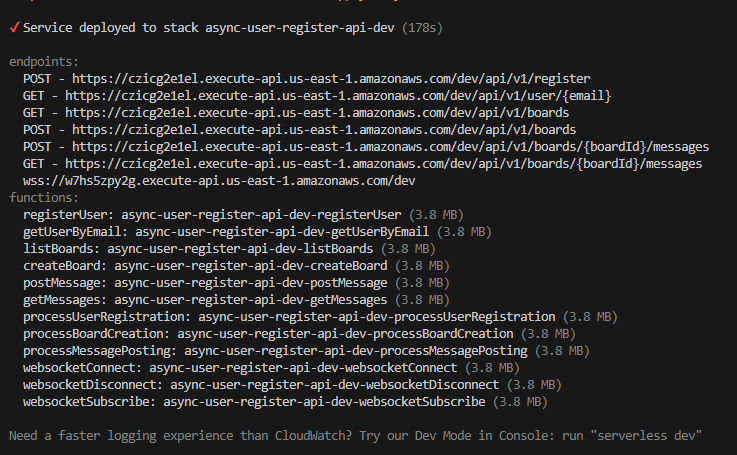 ✔ Service deployed to stack async-user-register-api-dev (178s)
endpoints:
POST - https://czicg2e1el.execute-api.us-east-1.amazonaws.com/dev/api/v1/register
GET - https://czicg2e1el.execute-api.us-east-1.amazonaws.com/dev/api/v1/user/{email}
GET - https://czicg2e1el.execute-api.us-east-1.amazonaws.com/dev/api/v1/boards
POST - https://czicg2e1el.execute-api.us-east-1.amazonaws.com/dev/api/v1/boards
POST - https://czicg2e1el.execute-api.us-east-1.amazonaws.com/dev/api/v1/boards/{boardId}/messages
GET - https://czicg2e1el.execute-api.us-east-1.amazonaws.com/dev/api/v1/boards/{boardId}/messages
wss://w7hs5zpy2g.execute-api.us-east-1.amazonaws.com/dev
functions:
registerUser: async-user-register-api-dev-registerUser (3.8 MB)
getUserByEmail: async-user-register-api-dev-getUserByEmail (3.8 MB)
listBoards: async-user-register-api-dev-listBoards (3.8 MB)
createBoard: async-user-register-api-dev-createBoard (3.8 MB)
postMessage: async-user-register-api-dev-postMessage (3.8 MB)
getMessages: async-user-register-api-dev-getMessages (3.8 MB)
processUserRegistration: async-user-register-api-dev-processUserRegistration (3.8 MB)
processBoardCreation: async-user-register-api-dev-processBoardCreation (3.8 MB)
processMessagePosting: async-user-register-api-dev-processMessagePosting (3.8 MB)
websocketConnect: async-user-register-api-dev-websocketConnect (3.8 MB)
websocketDisconnect: async-user-register-api-dev-websocketDisconnect (3.8 MB)
websocketSubscribe: async-user-register-api-dev-websocketSubscribe (3.8 MB)
Need a faster logging experience than CloudWatch? Try our Dev Mode in Console: run "serverless dev"